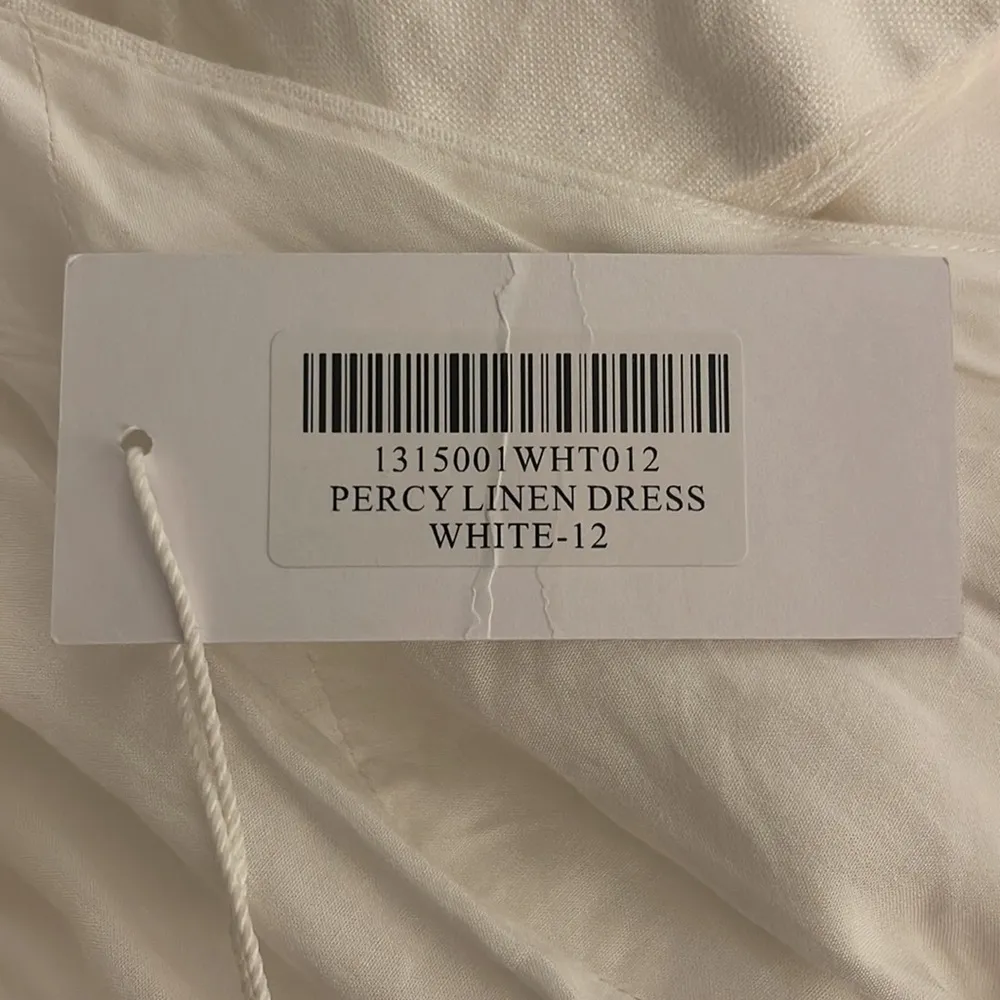 1315001WHT012
PERCY LINEN DRESS
WHITE-12